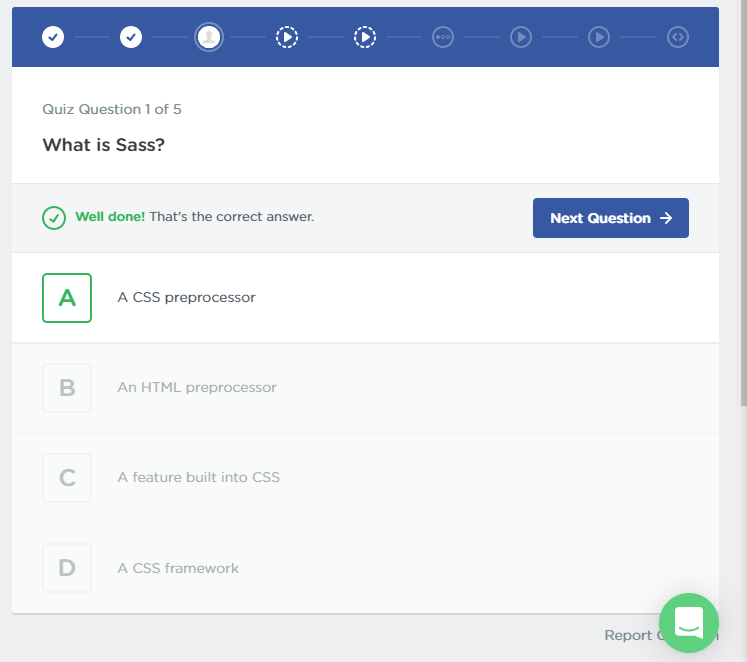 Quiz Question 1 of 5
What is Sass?
Well done! That's the correct answer.
Next Question →
A
A CSS preprocessor
B
An HTML preprocessor
C
A feature built into CSS
D
A CSS framework
Report